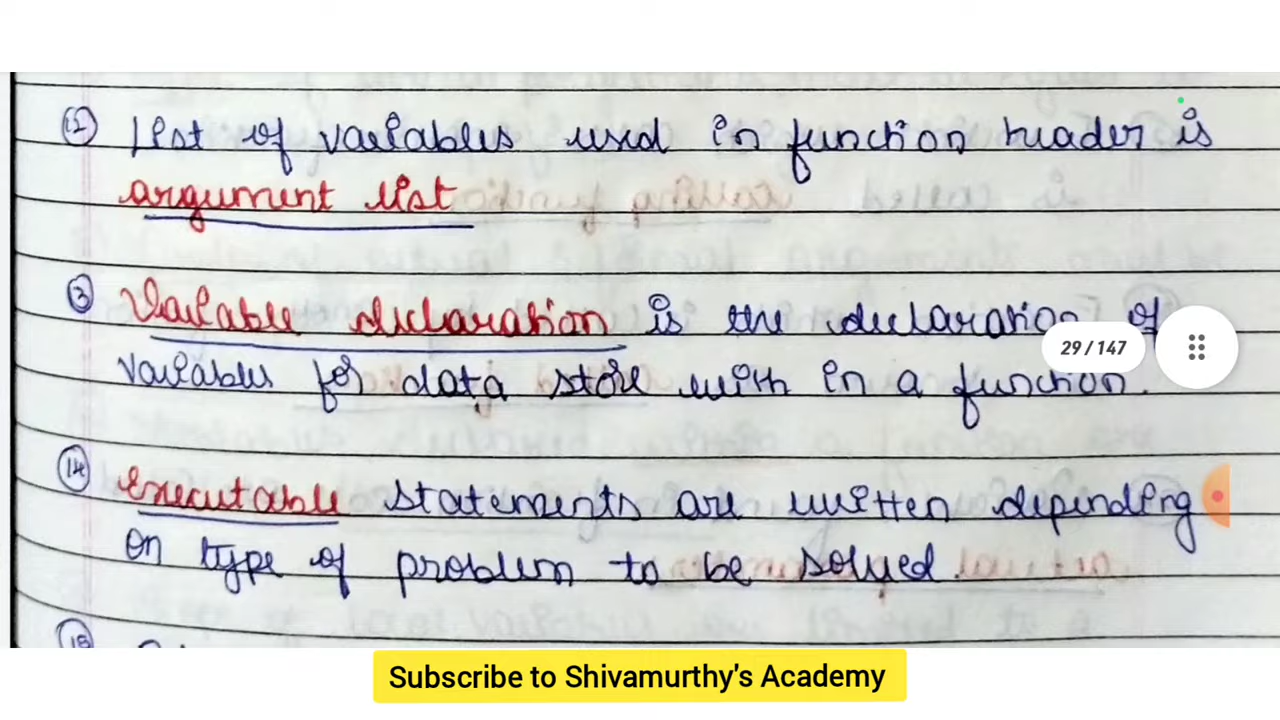 (12) List of variables used in function header is
argument list
(3) Variable declaration is the declaration of
variables for data store with in a function.
29 / 147
(14) Executable statements are written depending
on type of problem to be solved.
(15)
Subscribe to Shivamurthy's Academy